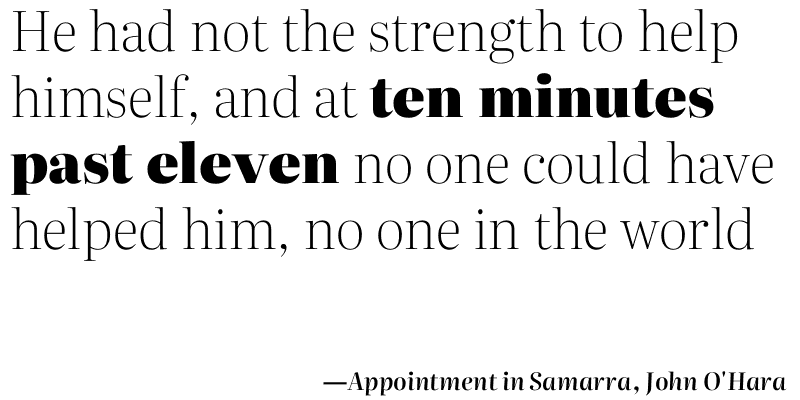 He had not the strength to help
himself, and at ten minutes
past eleven no one could have
helped him, no one in the world
—Appointment in Samarra, John O'Hara